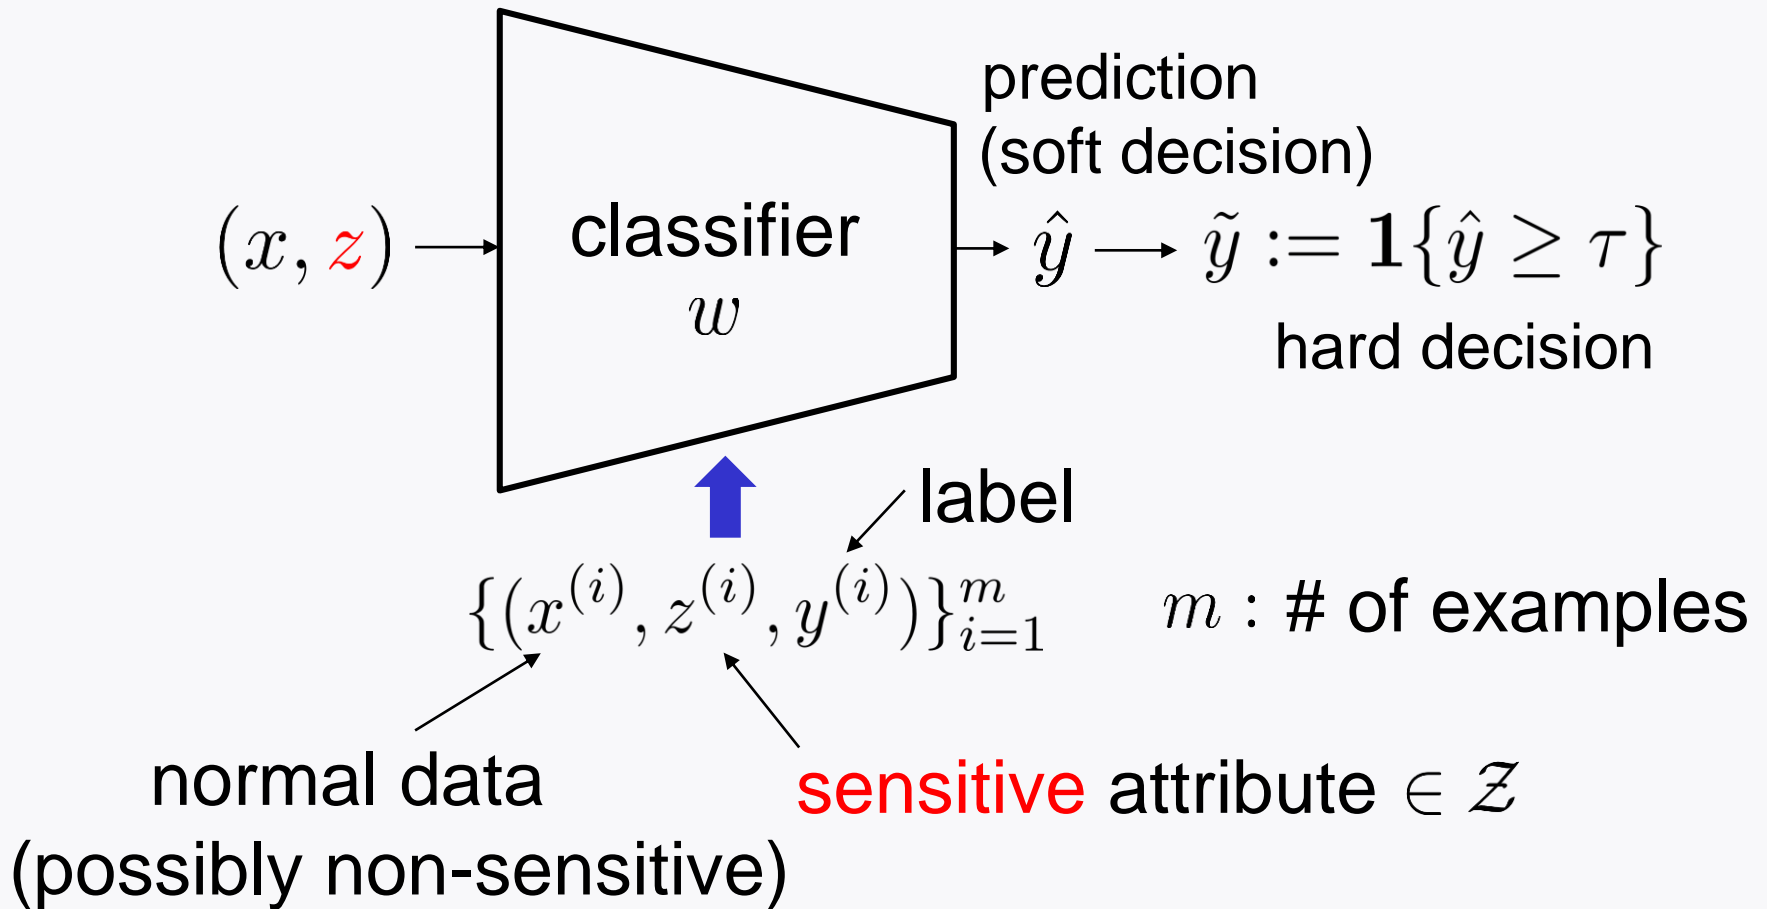 prediction
(soft decision)
(x, z)
classifier
w
ŷ
ỹ := 1{ŷ ≥ τ}
hard decision
label
{(x^{(i)}, z^{(i)}, y^{(i)})}_{i=1}^{m}
m : # of examples
normal data
(possibly non-sensitive)
sensitive attribute ∈ 𝒵